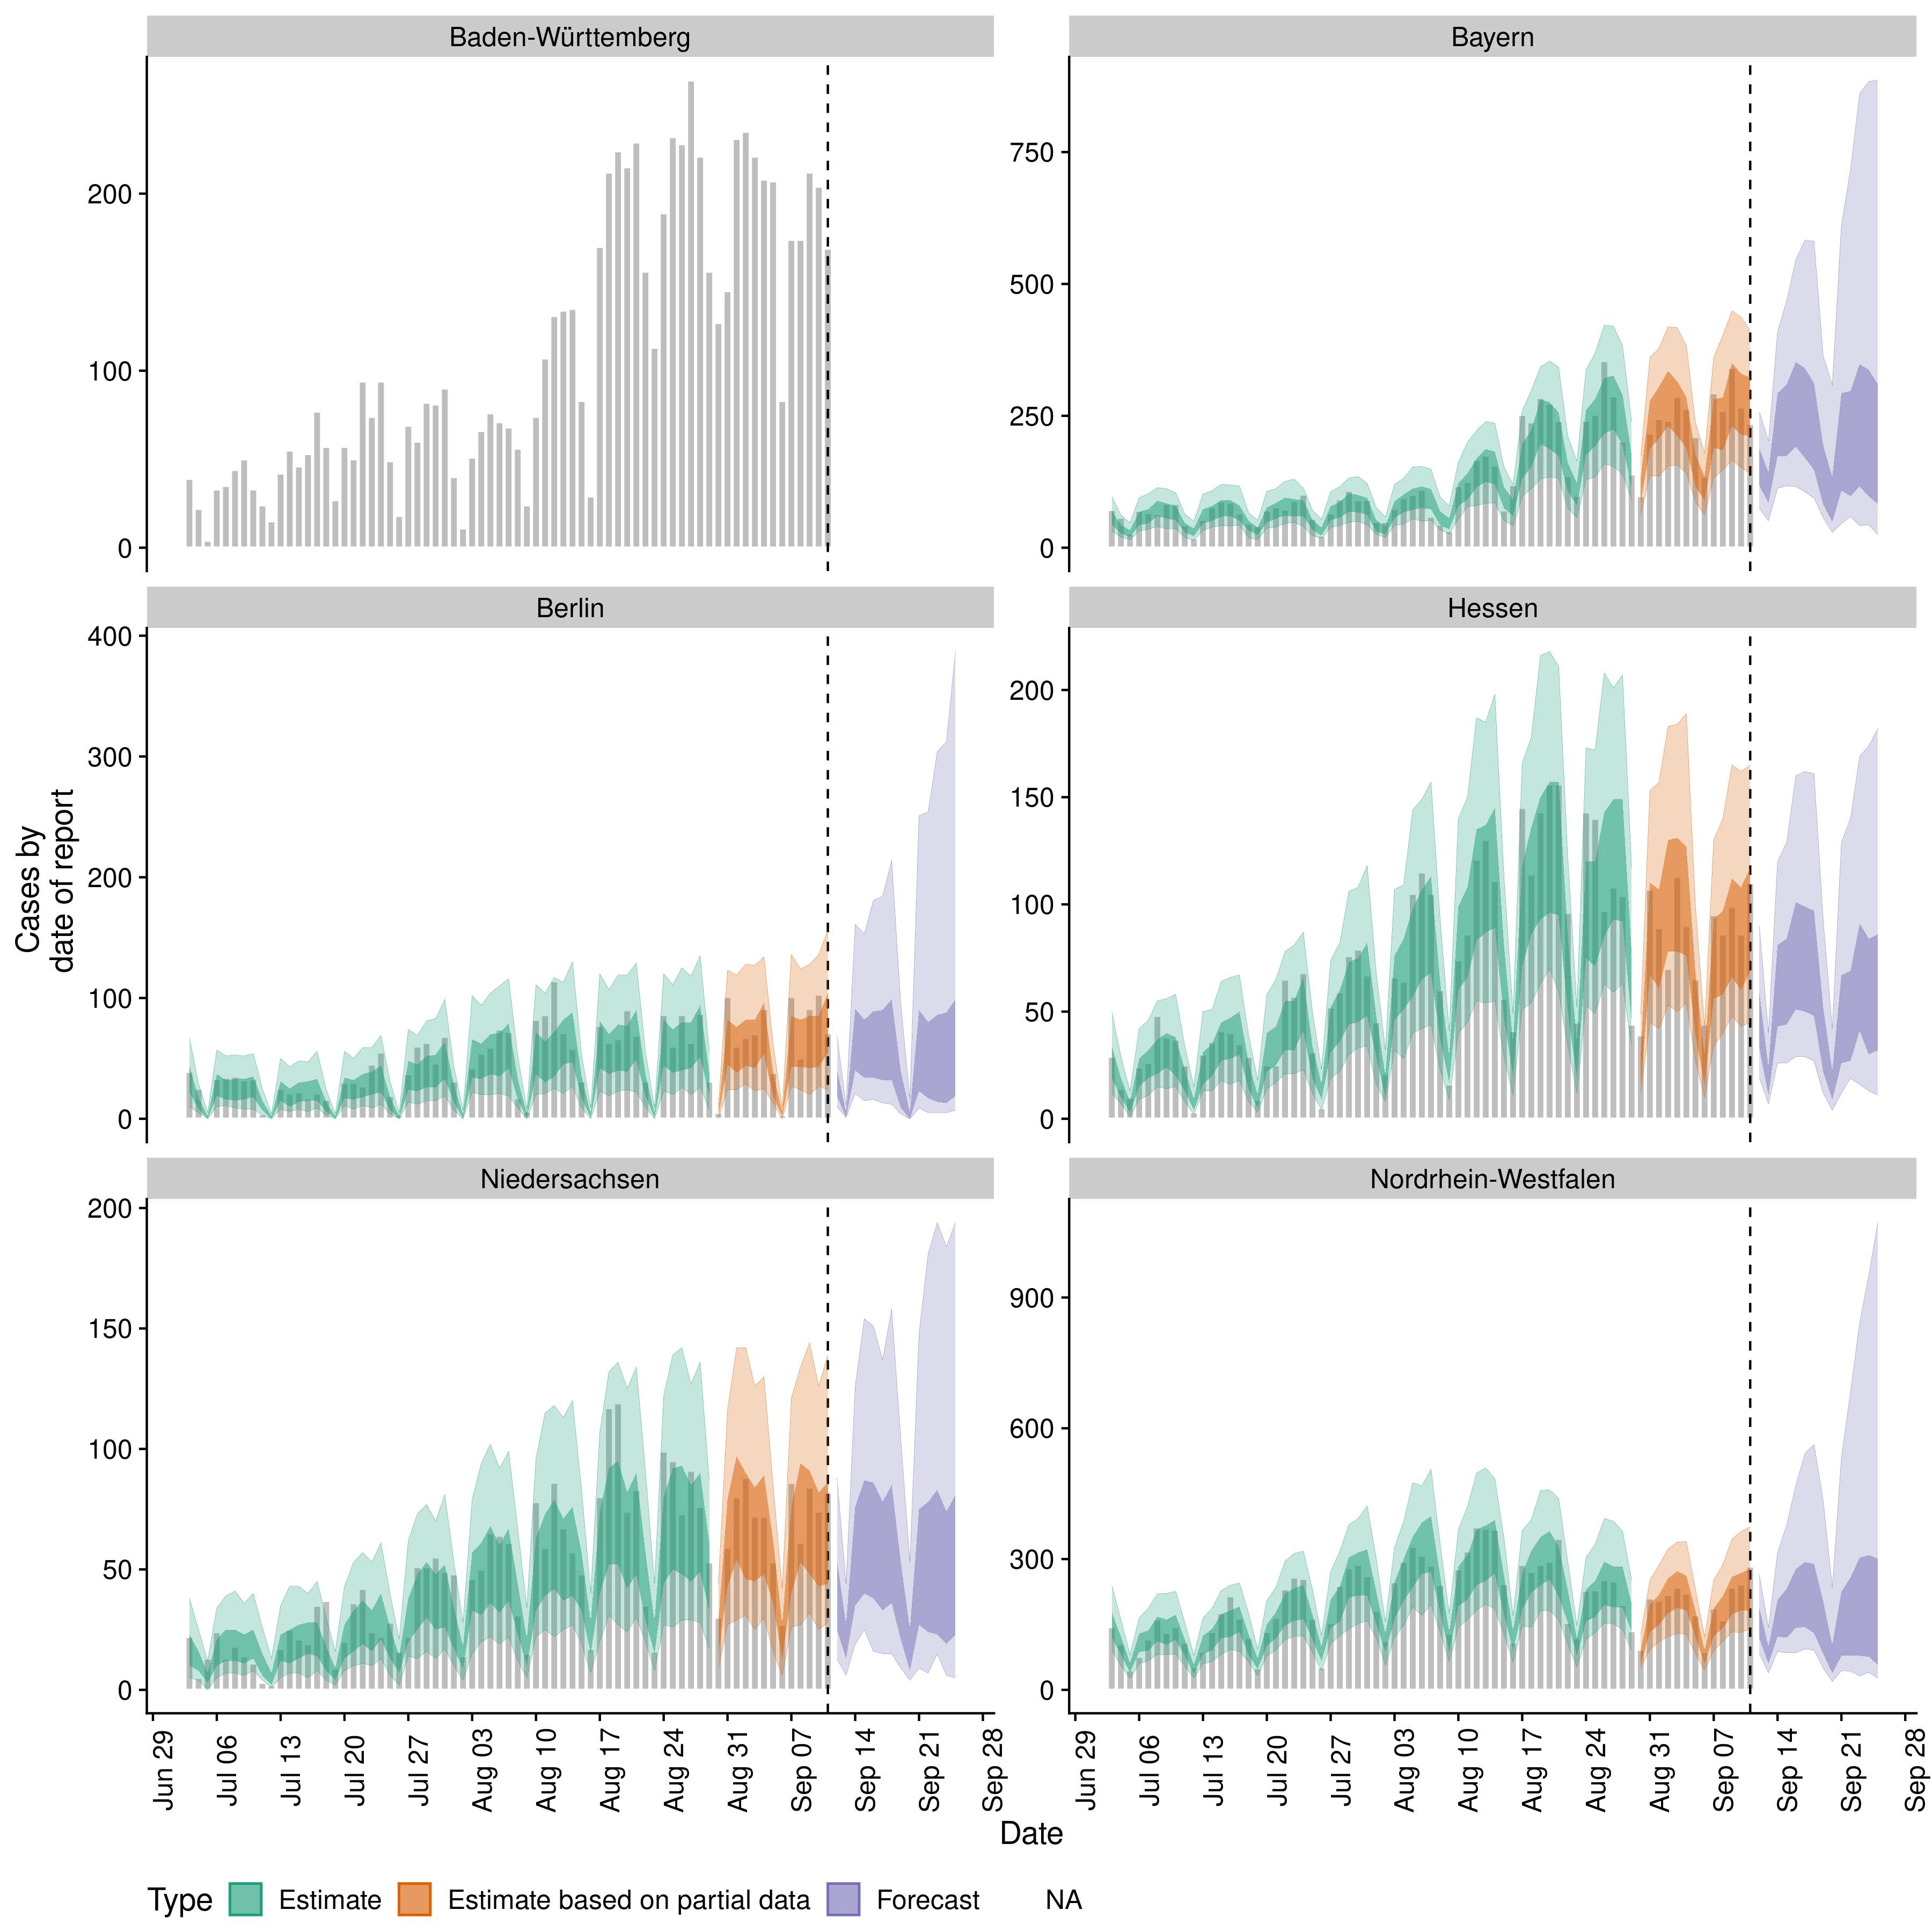 Baden-Württemberg
Bayern
200
100
0
750
500
250
0
Berlin
Hessen
400
300
200
100
0
200
150
100
50
0
Cases by
date of report
Niedersachsen
Nordrhein-Westfalen
200
150
100
50
0
900
600
300
0
Jun 29
Jul 06
Jul 13
Jul 20
Jul 27
Aug 03
Aug 10
Aug 17
Aug 24
Aug 31
Sep 07
Sep 14
Sep 21
Sep 28
Jun 29
Jul 06
Jul 13
Jul 20
Jul 27
Aug 03
Aug 10
Aug 17
Aug 24
Aug 31
Sep 07
Sep 14
Sep 21
Sep 28
Date
Type Estimate Estimate based on partial data Forecast NA